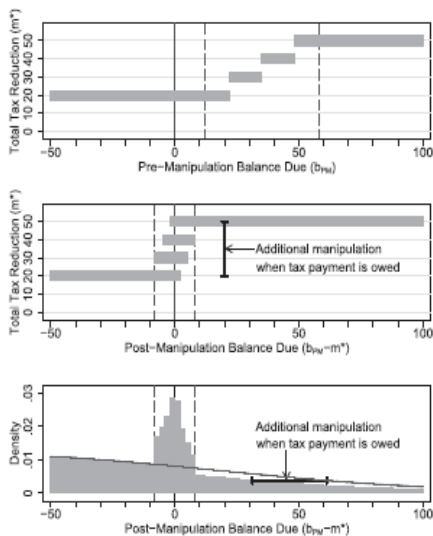 Total Tax Reduction (m*)
50
40
30
20
10
0
-50
0
50
100
Pre-Manipulation Balance Due (bPM)
Total Tax Reduction (m*)
50
40
30
20
10
0
Additional manipulation
when tax payment is owed
-50
0
50
100
Post-Manipulation Balance Due (bPM-m*)
Density
.03
.02
.01
0
Additional manipulation
when tax payment is owed
-50
0
50
100
Post-Manipulation Balance Due (bPM-m*)